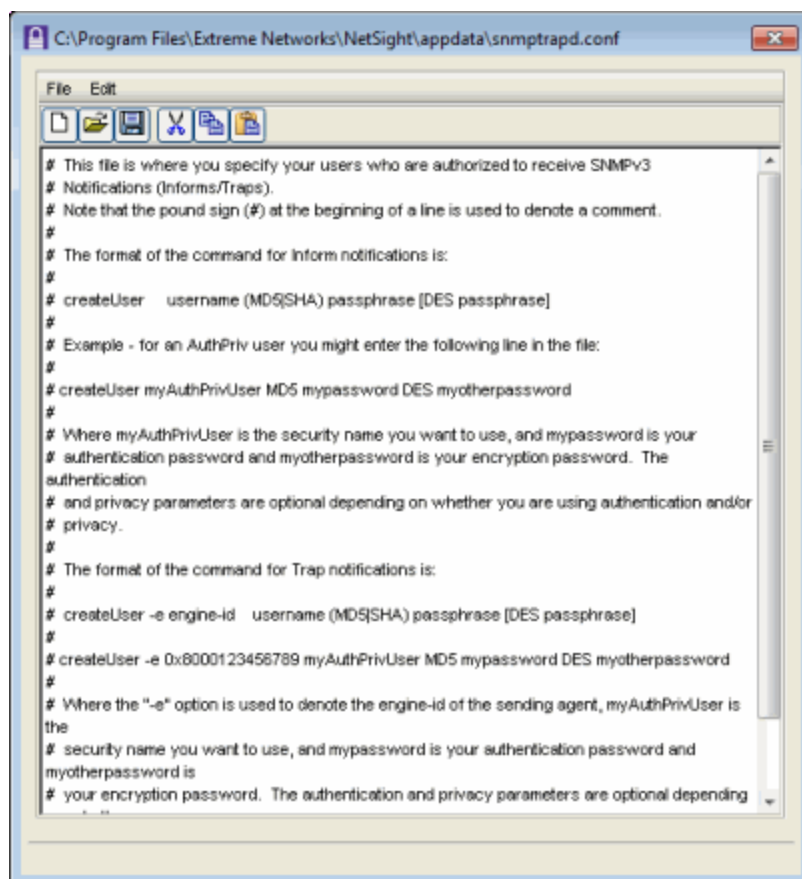 C:\Program Files\Extreme Networks\NetSight\appdata\snmptrapd.conf
File Edit
# This file is where you specify your users who are authorized to receive SNMPv3
# Notifications (Informs/Traps).
# Note that the pound sign (#) at the beginning of a line is used to denote a comment.
#
# The format of the command for Inform notifications is:
#
# createUser username (MD5|SHA) passphrase [DES passphrase]
#
# Example - for an AuthPriv user you might enter the following line in the file:
#
# createUser myAuthPrivUser MD5 mypassword DES myotherpassword
#
# Where myAuthPrivUser is the security name you want to use, and mypassword is your
# authentication password and myotherpassword is your encryption password. The
authentication
# and privacy parameters are optional depending on whether you are using authentication and/or
# privacy.
#
# The format of the command for Trap notifications is:
#
# createUser -e engine-id username (MD5|SHA) passphrase [DES passphrase]
#
# createUser -e 0x8000123456789 myAuthPrivUser MD5 mypassword DES myotherpassword
#
# Where the "-e" option is used to denote the engine-id of the sending agent, myAuthPrivUser is
the
# security name you want to use, and mypassword is your authentication password and
myotherpassword is
# your encryption password. The authentication and privacy parameters are optional depending